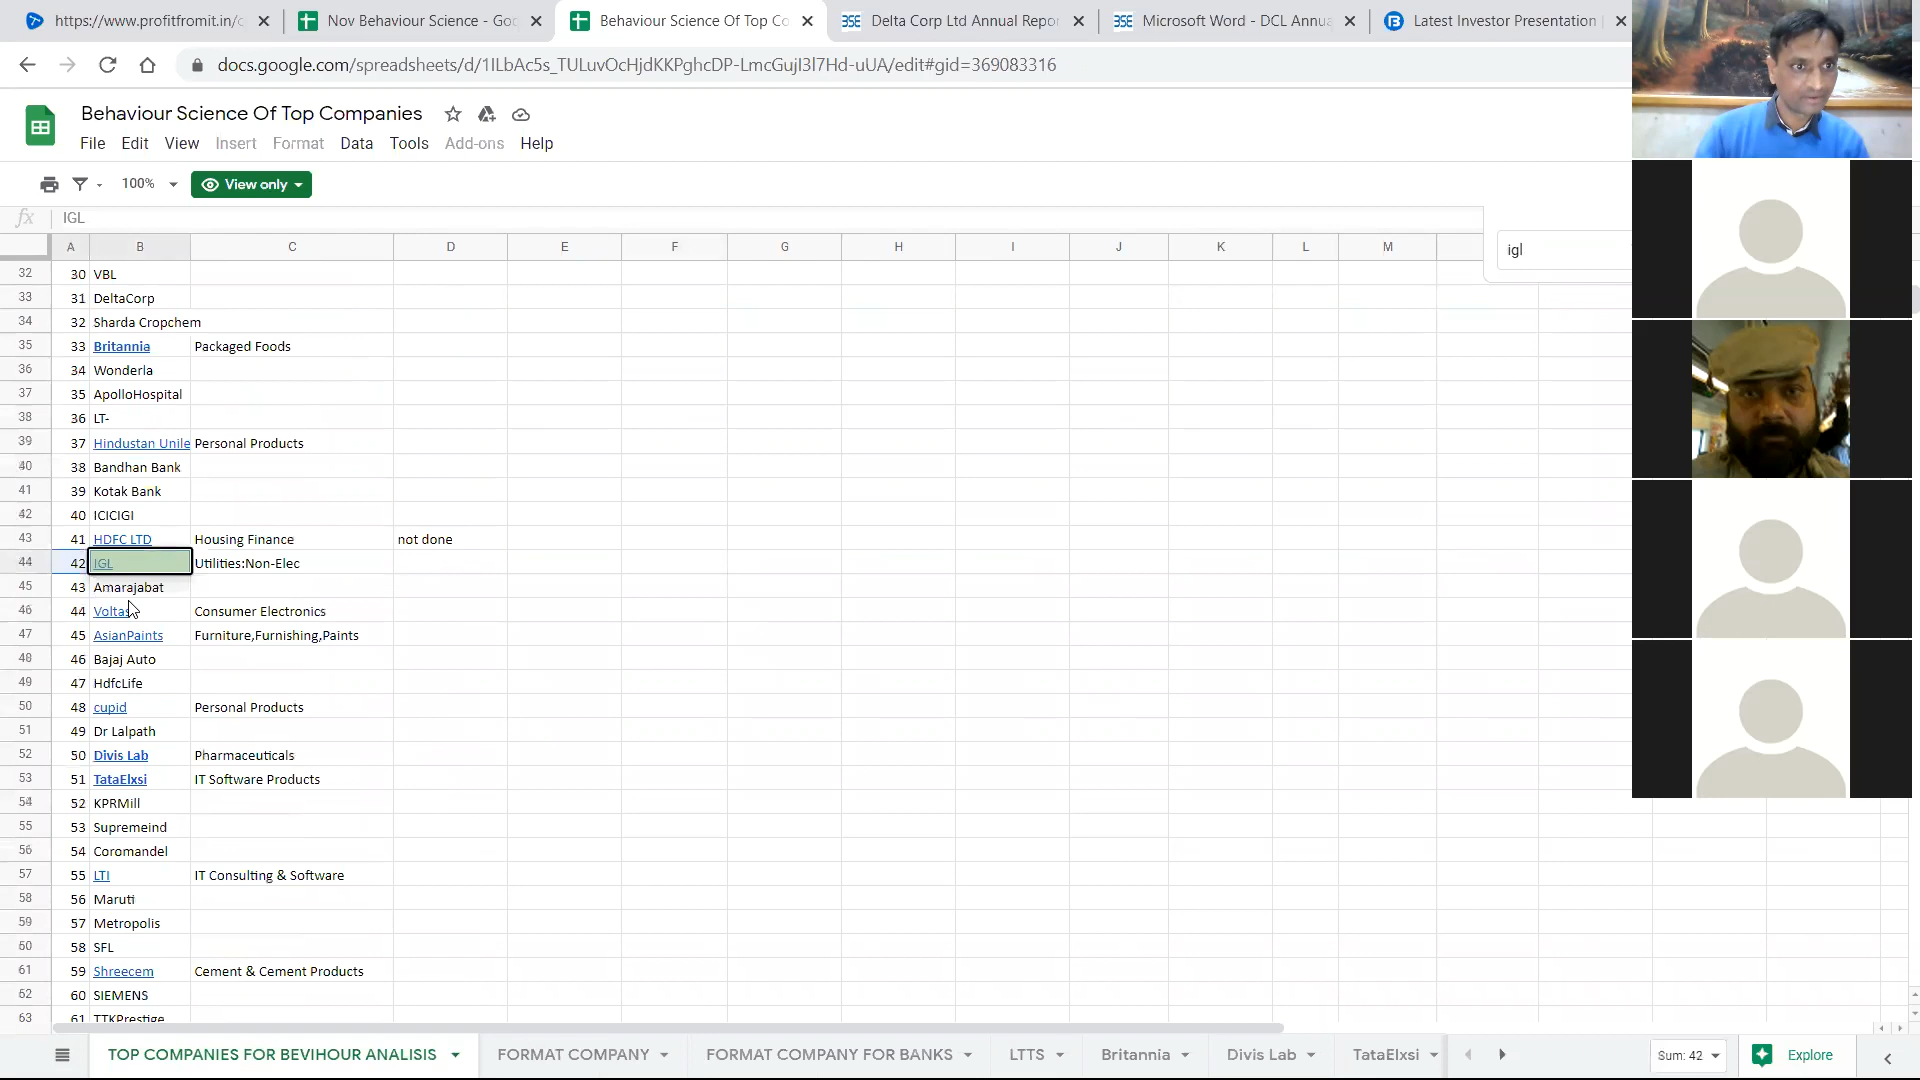 https://www.profitfromit.in/c
Nov Behaviour Science - Goo
Behaviour Science Of Top Co
Delta Corp Ltd Annual Repor
Microsoft Word - DCL Annua
Latest Investor Presentation
docs.google.com/spreadsheets/d/1ILbAc5s_TULuvOcHjdKKPghcDP-LmcGujI3l7Hd-uUA/edit#gid=369083316
Behaviour Science Of Top Companies
File Edit View Insert Format Data Tools Add-ons Help
100% View only
fx IGL
igl
A B C D E F G H I J K L M
32 30 VBL
33 31 DeltaCorp
34 32 Sharda Cropchem
35 33 Britannia Packaged Foods
36 34 Wonderla
37 35 ApolloHospital
38 36 LT-
39 37 Hindustan Unile Personal Products
40 38 Bandhan Bank
41 39 Kotak Bank
42 40 ICICIGI
43 41 HDFC LTD Housing Finance not done
44 42 IGL Utilities:Non-Elec
45 43 Amarajabat
46 44 Voltas Consumer Electronics
47 45 AsianPaints Furniture,Furnishing,Paints
48 46 Bajaj Auto
49 47 HdfcLife
50 48 cupid Personal Products
51 49 Dr Lalpath
52 50 Divis Lab Pharmaceuticals
53 51 TataElxsi IT Software Products
54 52 KPRMill
55 53 Supremeind
56 54 Coromandel
57 55 LTI IT Consulting & Software
58 56 Maruti
59 57 Metropolis
60 58 SFL
61 59 Shreecem Cement & Cement Products
62 60 SIEMENS
63 61 TTKPrestige
TOP COMPANIES FOR BEVIHOUR ANALISIS FORMAT COMPANY FORMAT COMPANY FOR BANKS LTTS Britannia Divis Lab TataElxsi Sum: 42 Explore